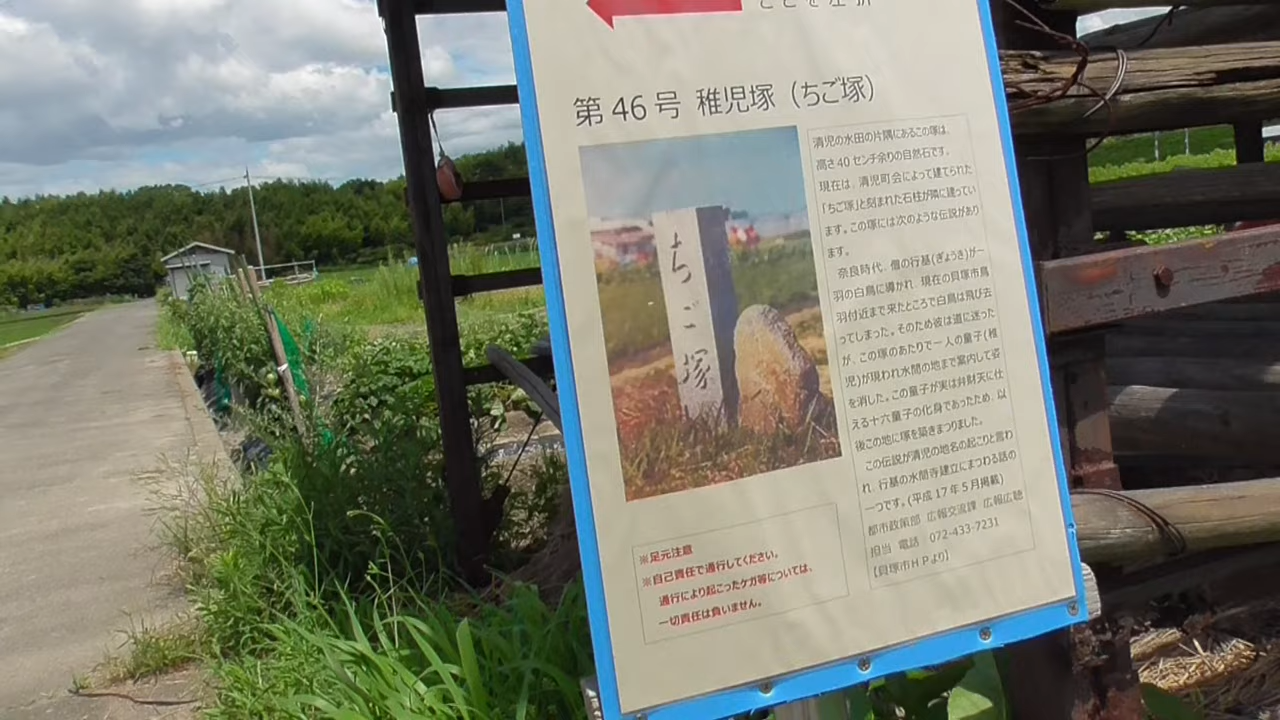 ここを左折
第46号 稚児塚（ちご塚）
ちご塚
清児の水田の片隅にあるこの塚は、
高さ40センチ余りの自然石です。
現在は、清児町会によって建てられた
「ちご塚」と刻まれた石柱が隣に建ってい
ます。この塚には次のような伝説があり
ます。
奈良時代、僧の行基(ぎょうき)が一
羽の白鳥に導かれ、現在の貝塚市鳥
羽付近まで来たところで白鳥は飛び去
ってしまった。そのため彼は道に迷った
が、この塚のあたりで一人の童子(稚
児)が現われ水間の地まで案内して姿
を消した。この童子が実は弁財天に仕
える十六童子の化身であったため、以
後この地に塚を築きまつりました。
この伝説が清児の地名の起こりと言わ
れ、行基の水間寺建立にまつわる話の
一つです。(平成17年5月掲載)
都市政策部 広報交流課 広報広聴
担当 電話 072-433-7231
【貝塚市HPより】
※足元注意
※自己責任で通行してください。
通行により起こったケガ等については、
一切責任は負いません。